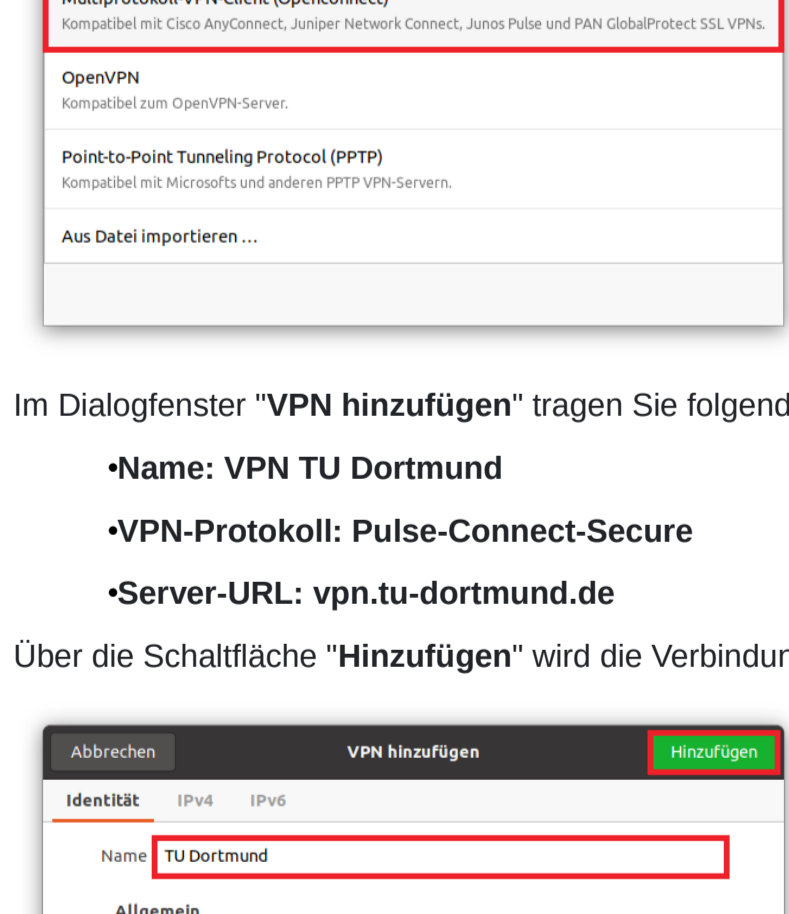 Multiprotokoll-VPN-Client (Openconnect)
Kompatibel mit Cisco AnyConnect, Juniper Network Connect, Junos Pulse und PAN GlobalProtect SSL VPNs.
OpenVPN
Kompatibel zum OpenVPN-Server.
Point-to-Point Tunneling Protocol (PPTP)
Kompatibel mit Microsofts und anderen PPTP VPN-Servern.
Aus Datei importieren ...
Im Dialogfenster "VPN hinzufügen" tragen Sie folgend
•Name: VPN TU Dortmund
•VPN-Protokoll: Pulse-Connect-Secure
•Server-URL: vpn.tu-dortmund.de
Über die Schaltfläche "Hinzufügen" wird die Verbindun
Abbrechen VPN hinzufügen Hinzufügen
Identität IPv4 IPv6
Name TU Dortmund
Allgemein